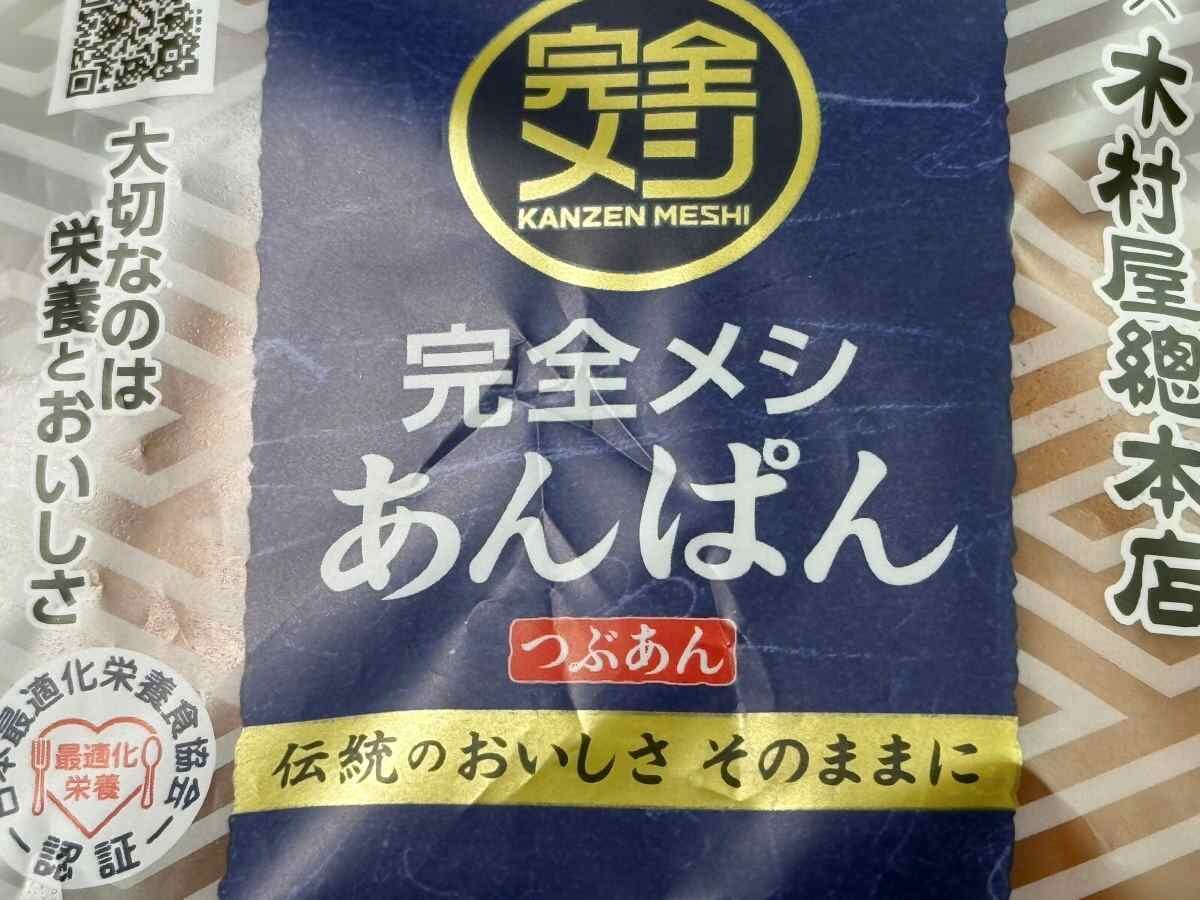 完全
メシ
KANZEN MESHI
完全メシ
あんぱん
つぶあん
伝統のおいしさ そのままに
×木村屋總本店
大切なのは
栄養とおいしさ
日本最適化栄養食協会
最適化
栄養
認証